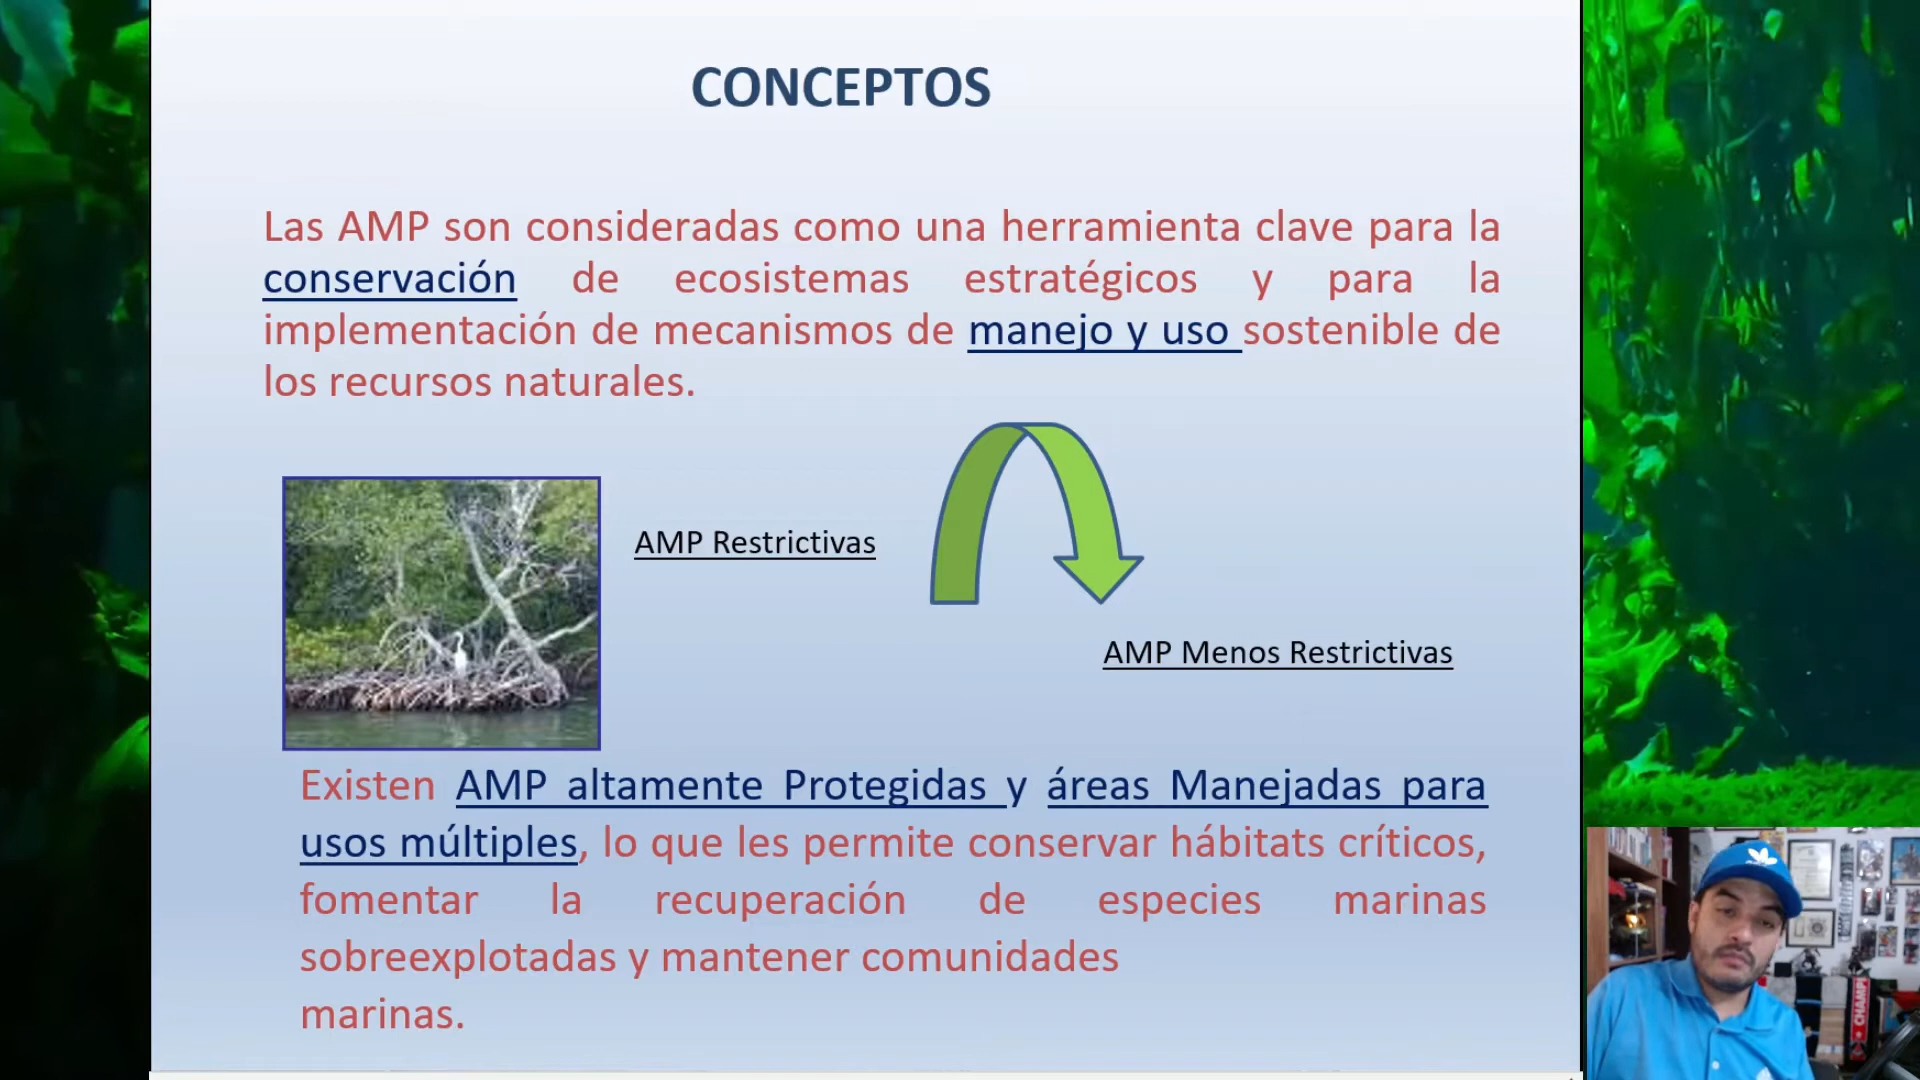 CONCEPTOS
Las AMP son consideradas como una herramienta clave para la
conservación de ecosistemas estratégicos y para la
implementación de mecanismos de manejo y uso sostenible de
los recursos naturales.
AMP Restrictivas
AMP Menos Restrictivas
Existen AMP altamente Protegidas y áreas Manejadas para
usos múltiples, lo que les permite conservar hábitats críticos,
fomentar la recuperación de especies marinas
sobreexplotadas y mantener comunidades
marinas.
CHAMPI